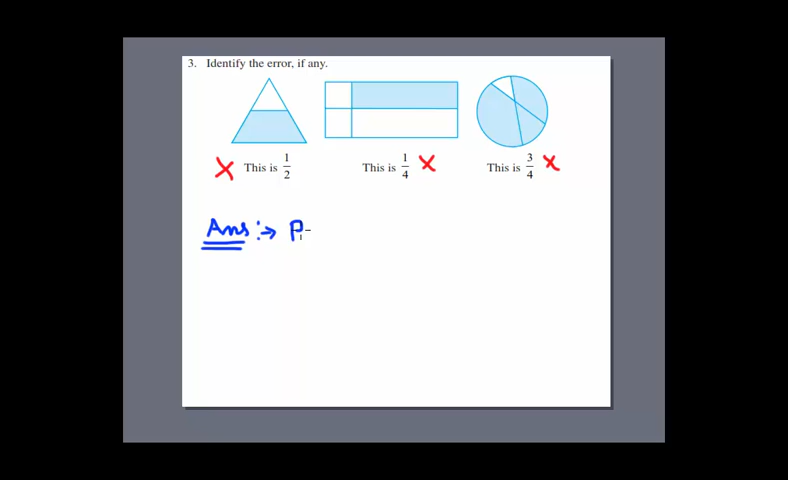 3. Identify the error, if any.
This is 1/2
This is 1/4
This is 3/4
Ans :→ P